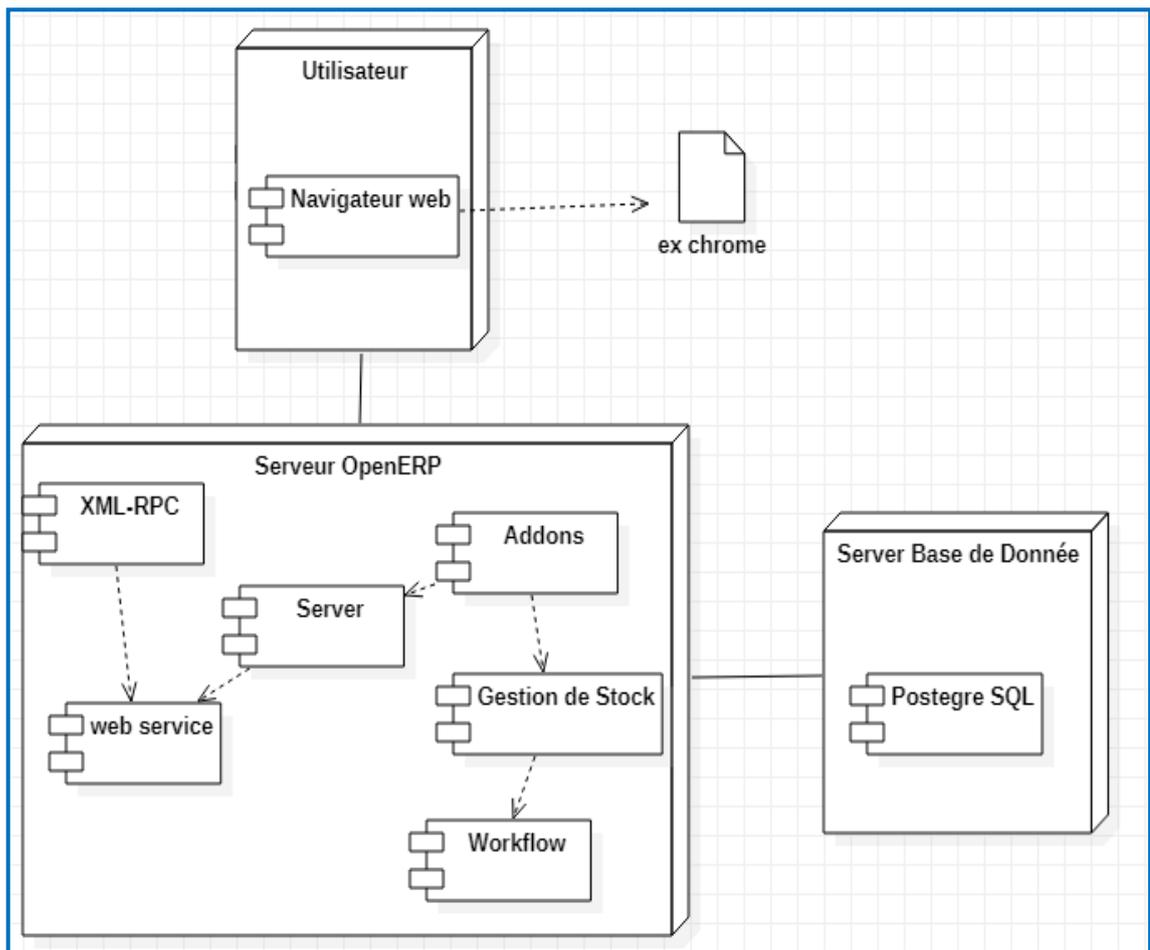 Utilisateur
Navigateur web
ex chrome
Serveur OpenERP
XML-RPC
Addons
Server
Gestion de Stock
web service
Workflow
Server Base de Donnée
Postegre SQL